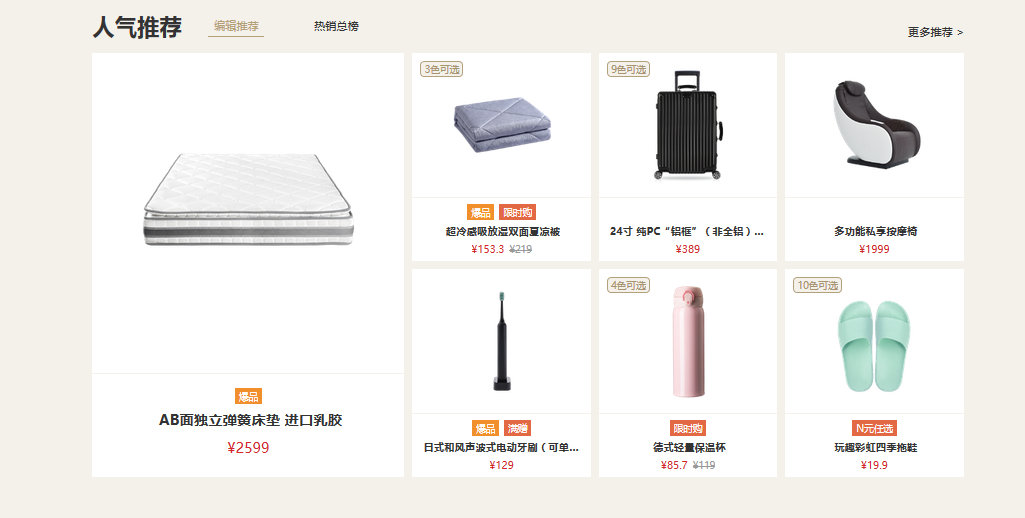 人气推荐 编辑推荐 热销总榜 更多推荐 >
爆品
AB面独立弹簧床垫 进口乳胶
¥2599
3色可选
爆品 限时购
超冷感吸放湿双面夏凉被
¥153.3 ¥219
9色可选
24寸 纯PC“铝框”（非全铝）...
¥389
多功能私享按摩椅
¥1999
爆品 满赠
日式和风声波式电动牙刷（可单...
¥129
4色可选
限时购
德式轻量保温杯
¥85.7 ¥119
10色可选
N元任选
玩趣彩虹四季拖鞋
¥19.9